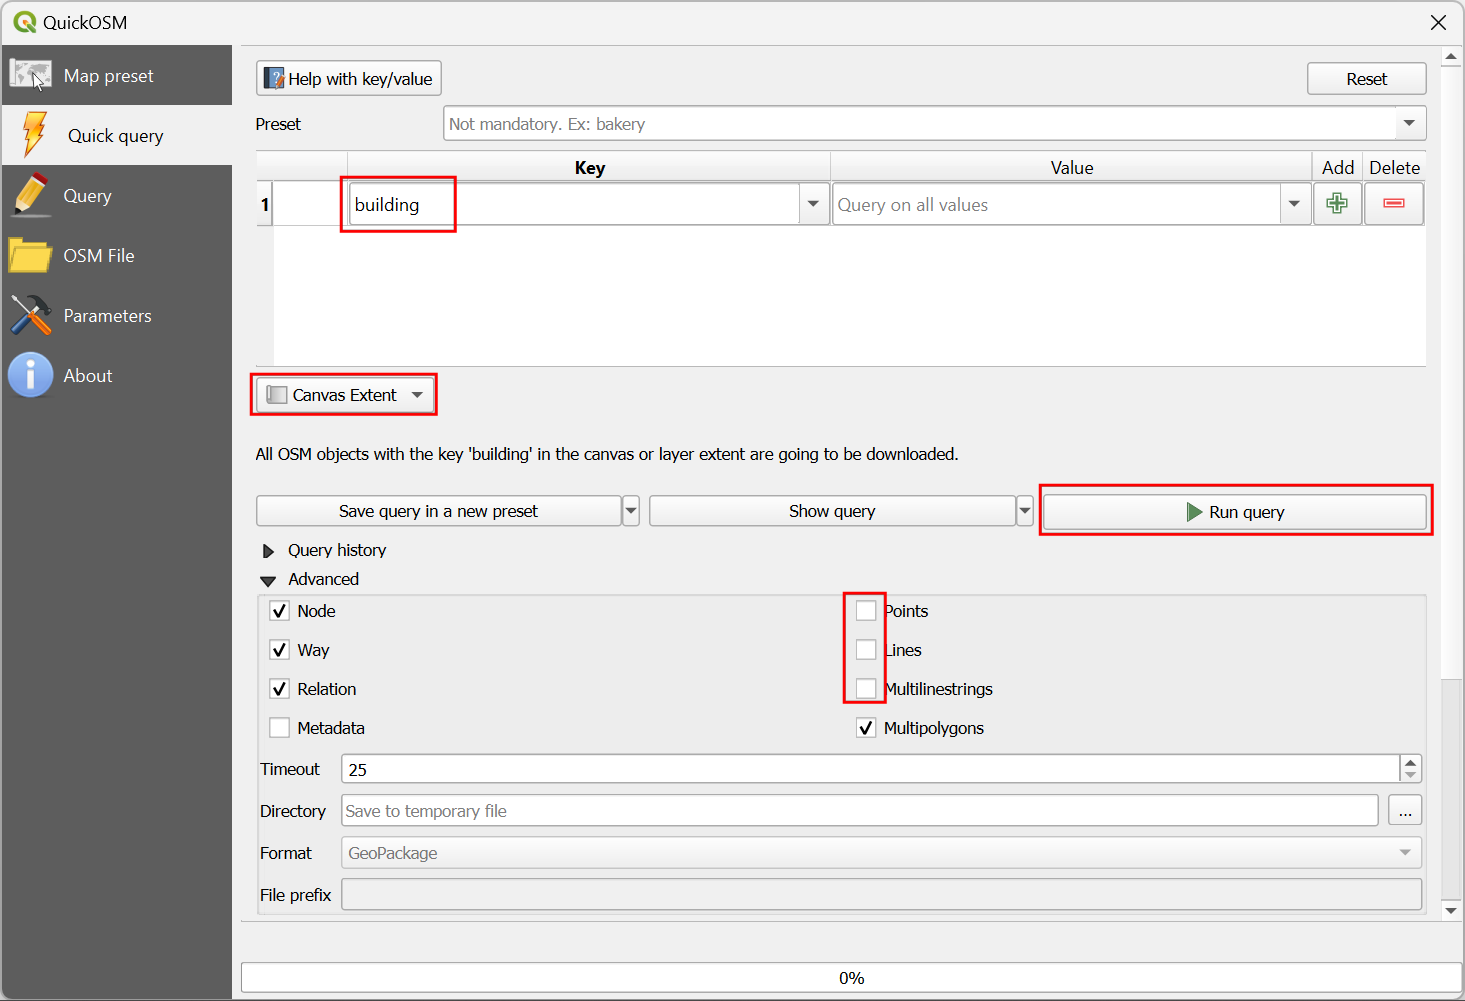 QuickOSM
Map preset
Quick query
Query
OSM File
Parameters
About
Help with key/value
Reset
Preset
Not mandatory. Ex: bakery
Key Value Add Delete
1 building Query on all values
Canvas Extent
All OSM objects with the key 'building' in the canvas or layer extent are going to be downloaded.
Save query in a new preset Show query Run query
Query history
Advanced
Node Points
Way Lines
Relation Multilinestrings
Metadata Multipolygons
Timeout 25
Directory Save to temporary file ...
Format GeoPackage
File prefix
0%